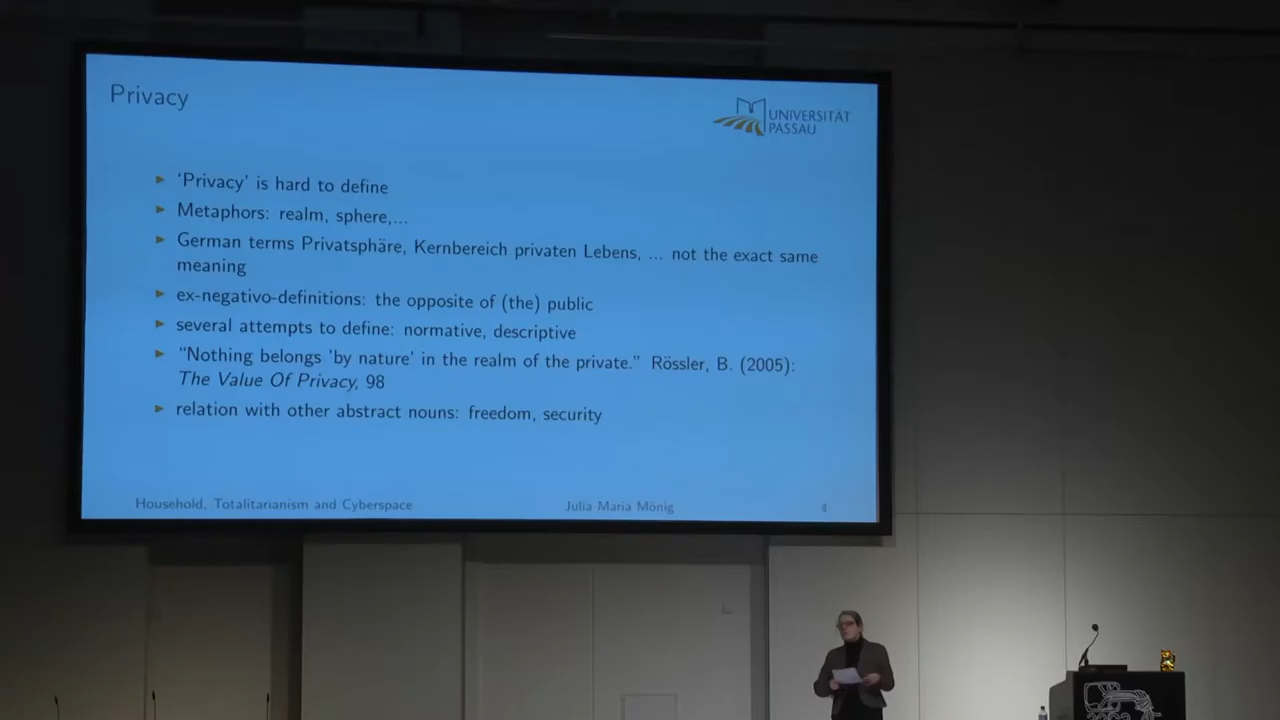 Privacy
UNIVERSITÄT
PASSAU
‘Privacy’ is hard to define
Metaphors: realm, sphere,...
German terms Privatsphäre, Kernbereich privaten Lebens, ... not the exact same
meaning
ex-negativo-definitions: the opposite of (the) public
several attempts to define: normative, descriptive
“Nothing belongs 'by nature' in the realm of the private.” Rössler, B. (2005):
The Value Of Privacy, 98
relation with other abstract nouns: freedom, security
Household, Totalitarianism and Cyberspace Julia Maria Mönig 4